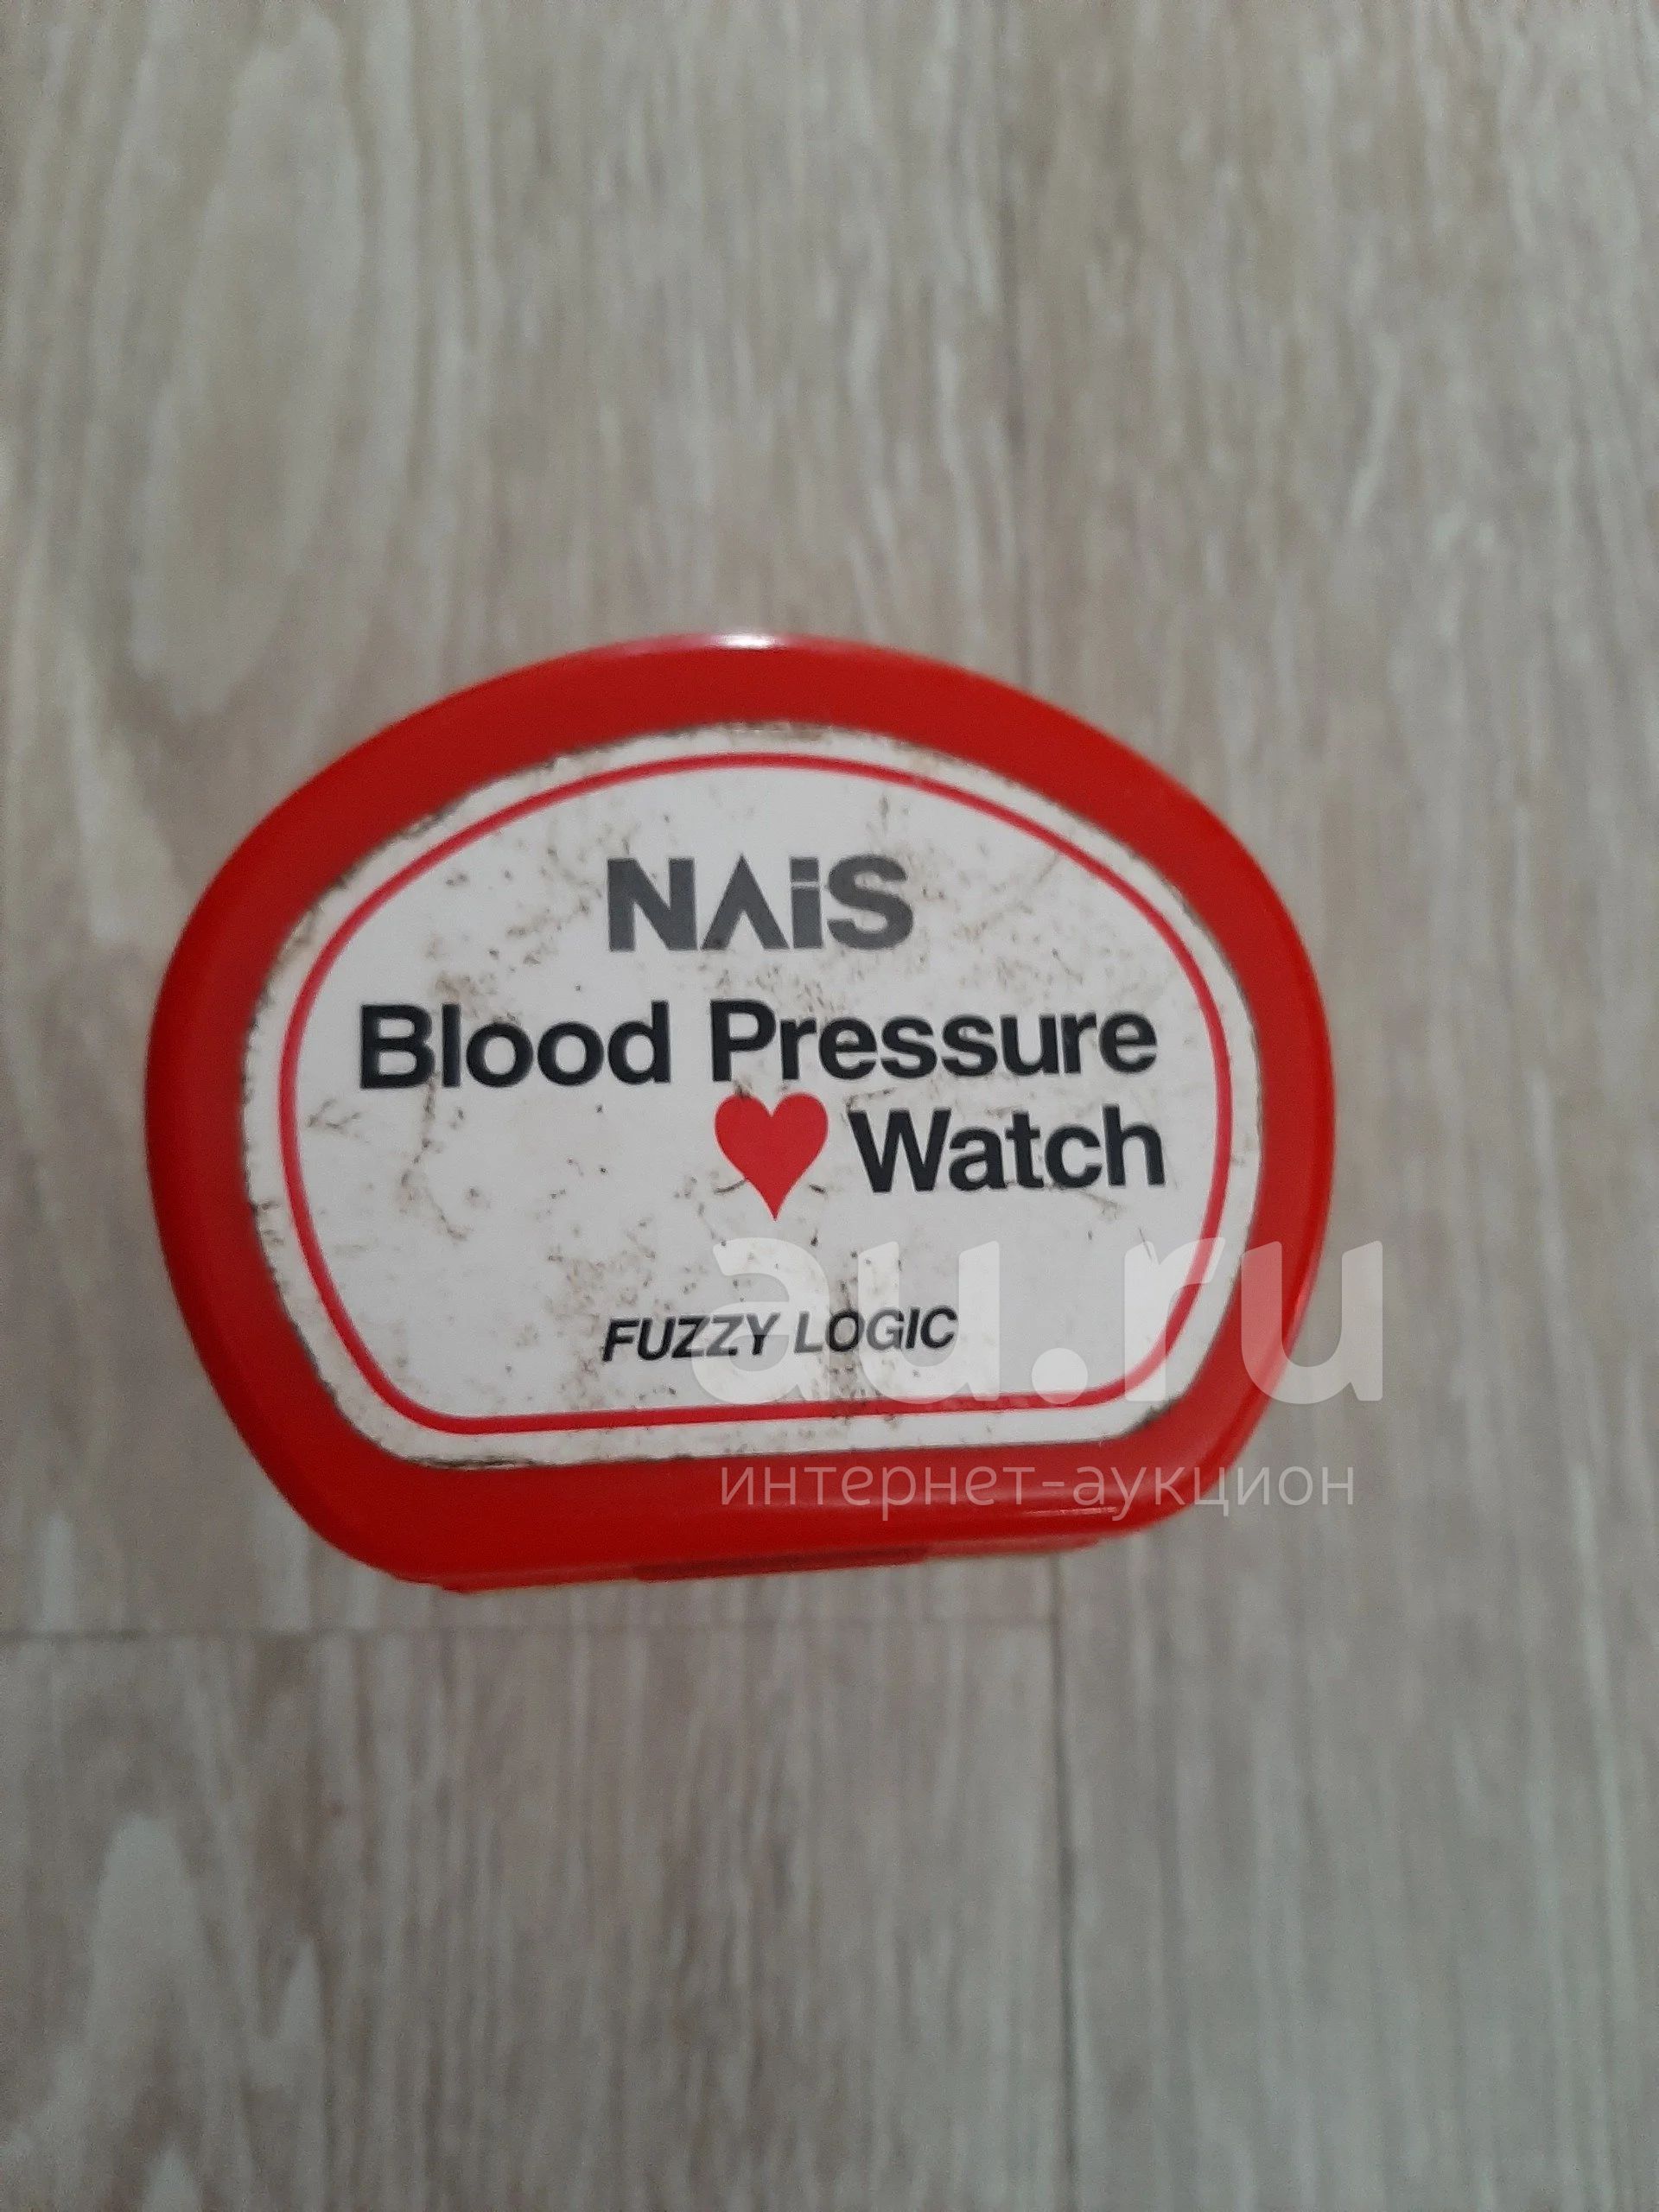 NAiS
Blood Pressure
Watch
FUZZY LOGIC
au.ru
интернет-аукцион